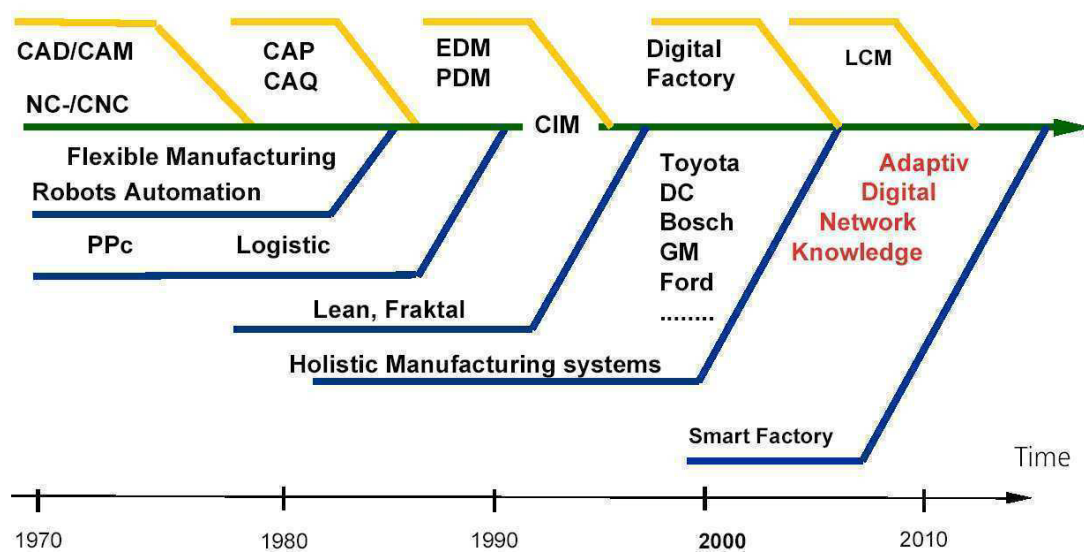 CAD/CAM
NC-/CNC
CAP
CAQ
EDM
PDM
Digital
Factory
LCM
CIM
Flexible Manufacturing
Robots Automation
PPc Logistic
Lean, Fraktal
Holistic Manufacturing systems
Toyota
DC
Bosch
GM
Ford
........
Adaptiv
Digital
Network
Knowledge
Smart Factory
Time
1970 1980 1990 2000 2010